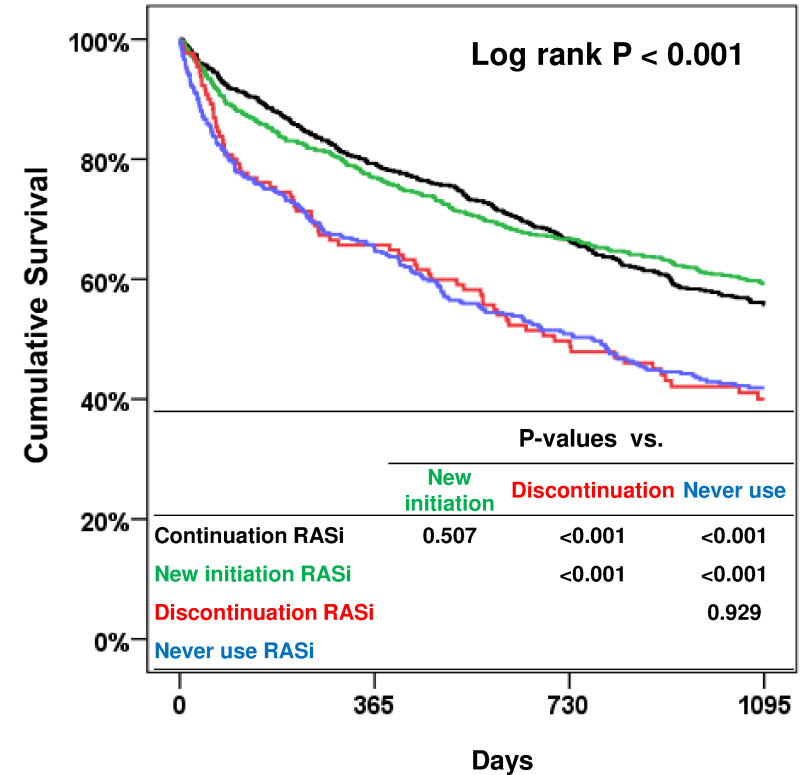 Log rank P < 0.001
100%
80%
60%
40%
20%
0%
Cumulative Survival
P-values vs.
New initiation Discontinuation Never use
Continuation RASi 0.507 <0.001 <0.001
New initiation RASi <0.001 <0.001
Discontinuation RASi 0.929
Never use RASi
0 365 730 1095
Days